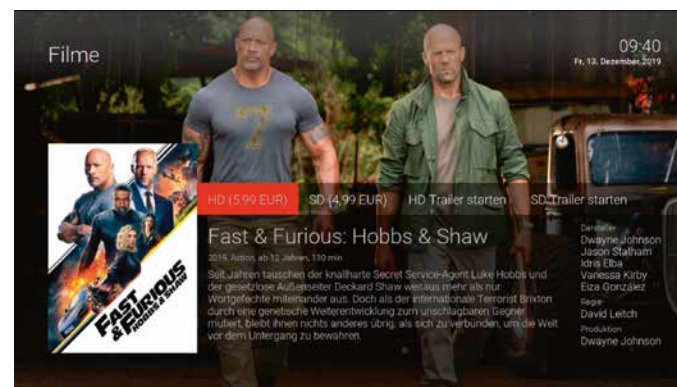 Filme
09:40
Fr, 13. Dezember, 2019
HD (5,99 EUR) SD (4,99 EUR) HD Trailer starten SD Trailer starten
Fast & Furious: Hobbs & Shaw
2019, Action, ab 12 Jahren, 130 min
Seit Jahren tauschen der knallharte Secret Service-Agent Luke Hobbs und
der gesetzlose Außenseiter Deckard Shaw weitaus mehr als nur
Wortgefechte miteinander aus. Doch als der internationale Terrorist Brixton
durch eine genetische Weiterentwicklung zum unschlagbaren Gegner
mutiert, bleibt ihnen nichts anderes übrig, als sich zu verbünden, um die Welt
vor dem Untergang zu bewahren.
Darsteller
Dwayne Johnson
Jason Statham
Idris Elba
Vanessa Kirby
Eiza González
Regie
David Leitch
Produktion
Dwayne Johnson
FAST
& FURIOUS
HOBBS & SHAW
7